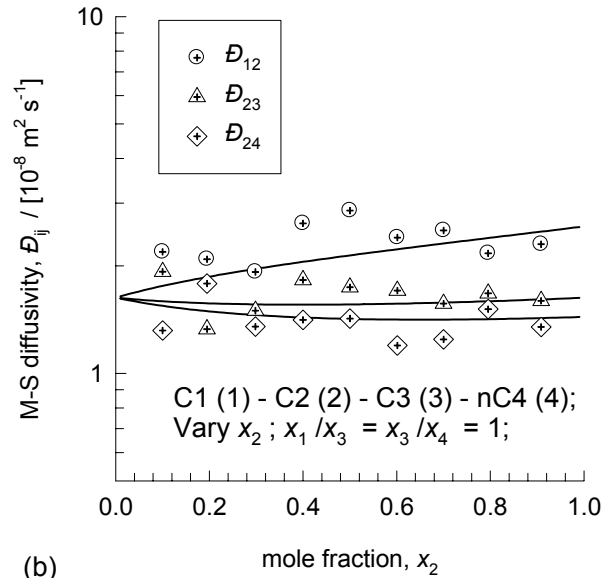 10
Đ₁₂
Đ₂₃
Đ₂₄
M-S diffusivity, Đᵢⱼ / [10⁻⁸ m² s⁻¹]
1
C1 (1) - C2 (2) - C3 (3) - nC4 (4);
Vary x₂ ; x₁ /x₃ = x₃ /x₄ = 1;
0.0 0.2 0.4 0.6 0.8 1.0
(b) mole fraction, x₂